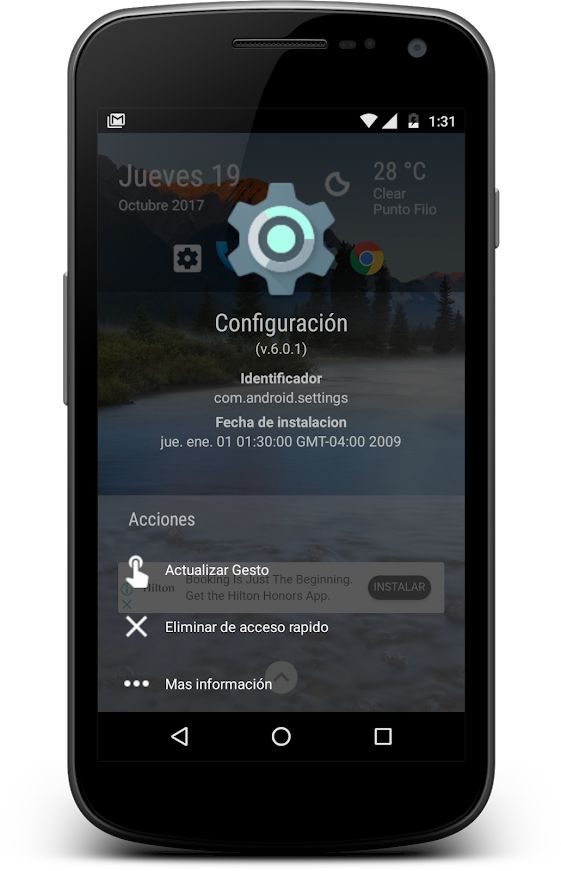 1:31
Jueves 19
Octubre 2017
28 °C
Clear
Punto Fiio
Configuración
(v.6.0.1)
Identificador
com.android.settings
Fecha de instalacion
jue. ene. 01 01:30:00 GMT-04:00 2009
Acciones
Actualizar Gesto
Hilton
Booking Is Just The Beginning.
Get the Hilton Honors App.
INSTALAR
Eliminar de acceso rapido
Mas información